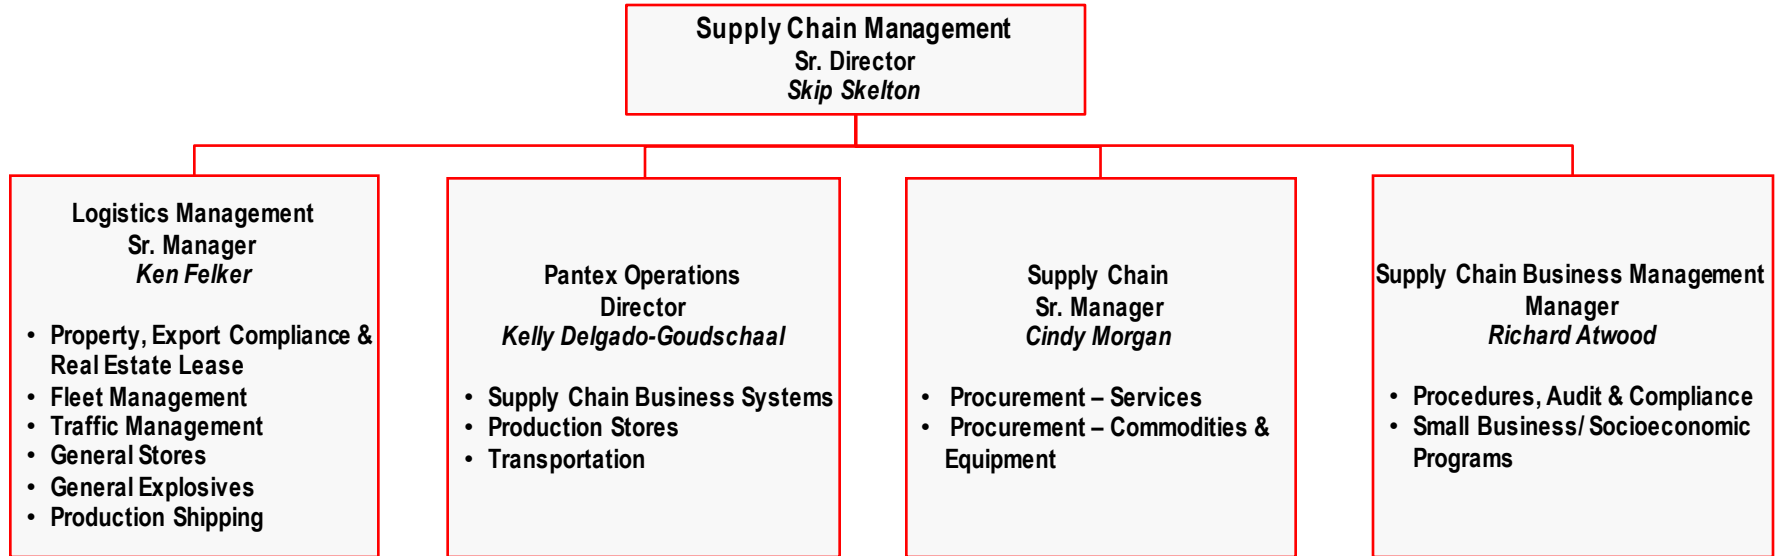 Supply Chain Management
Sr. Director
Skip Skelton
Logistics Management
Sr. Manager
Ken Felker
• Property, Export Compliance &
Real Estate Lease
• Fleet Management
• Traffic Management
• General Stores
• General Explosives
• Production Shipping
Pantex Operations
Director
Kelly Delgado-Goudschaal
• Supply Chain Business Systems
• Production Stores
• Transportation
Supply Chain
Sr. Manager
Cindy Morgan
• Procurement – Services
• Procurement – Commodities &
Equipment
Supply Chain Business Management
Manager
Richard Atwood
• Procedures, Audit & Compliance
• Small Business/ Socioeconomic
Programs